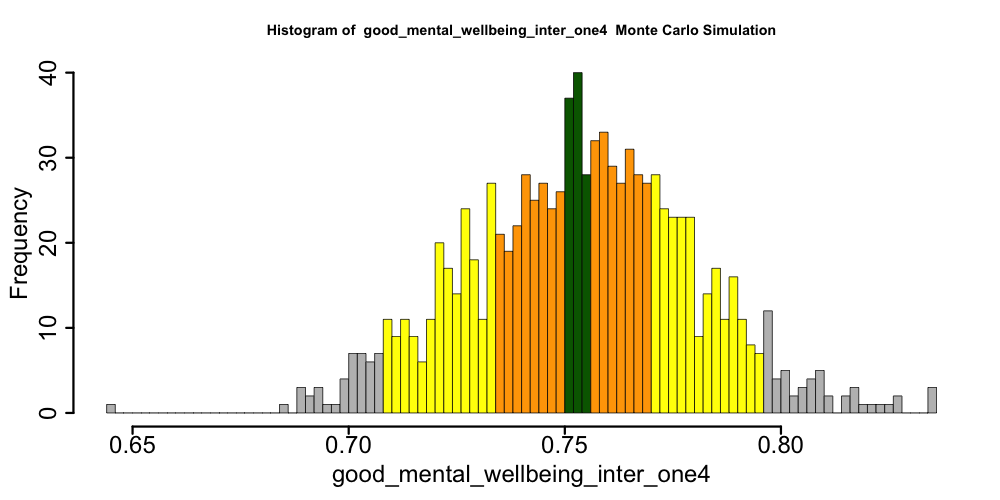 Histogram of good_mental_wellbeing_inter_one4 Monte Carlo Simulation
40
30
20
10
0
Frequency
0.65 0.70 0.75 0.80
good_mental_wellbeing_inter_one4